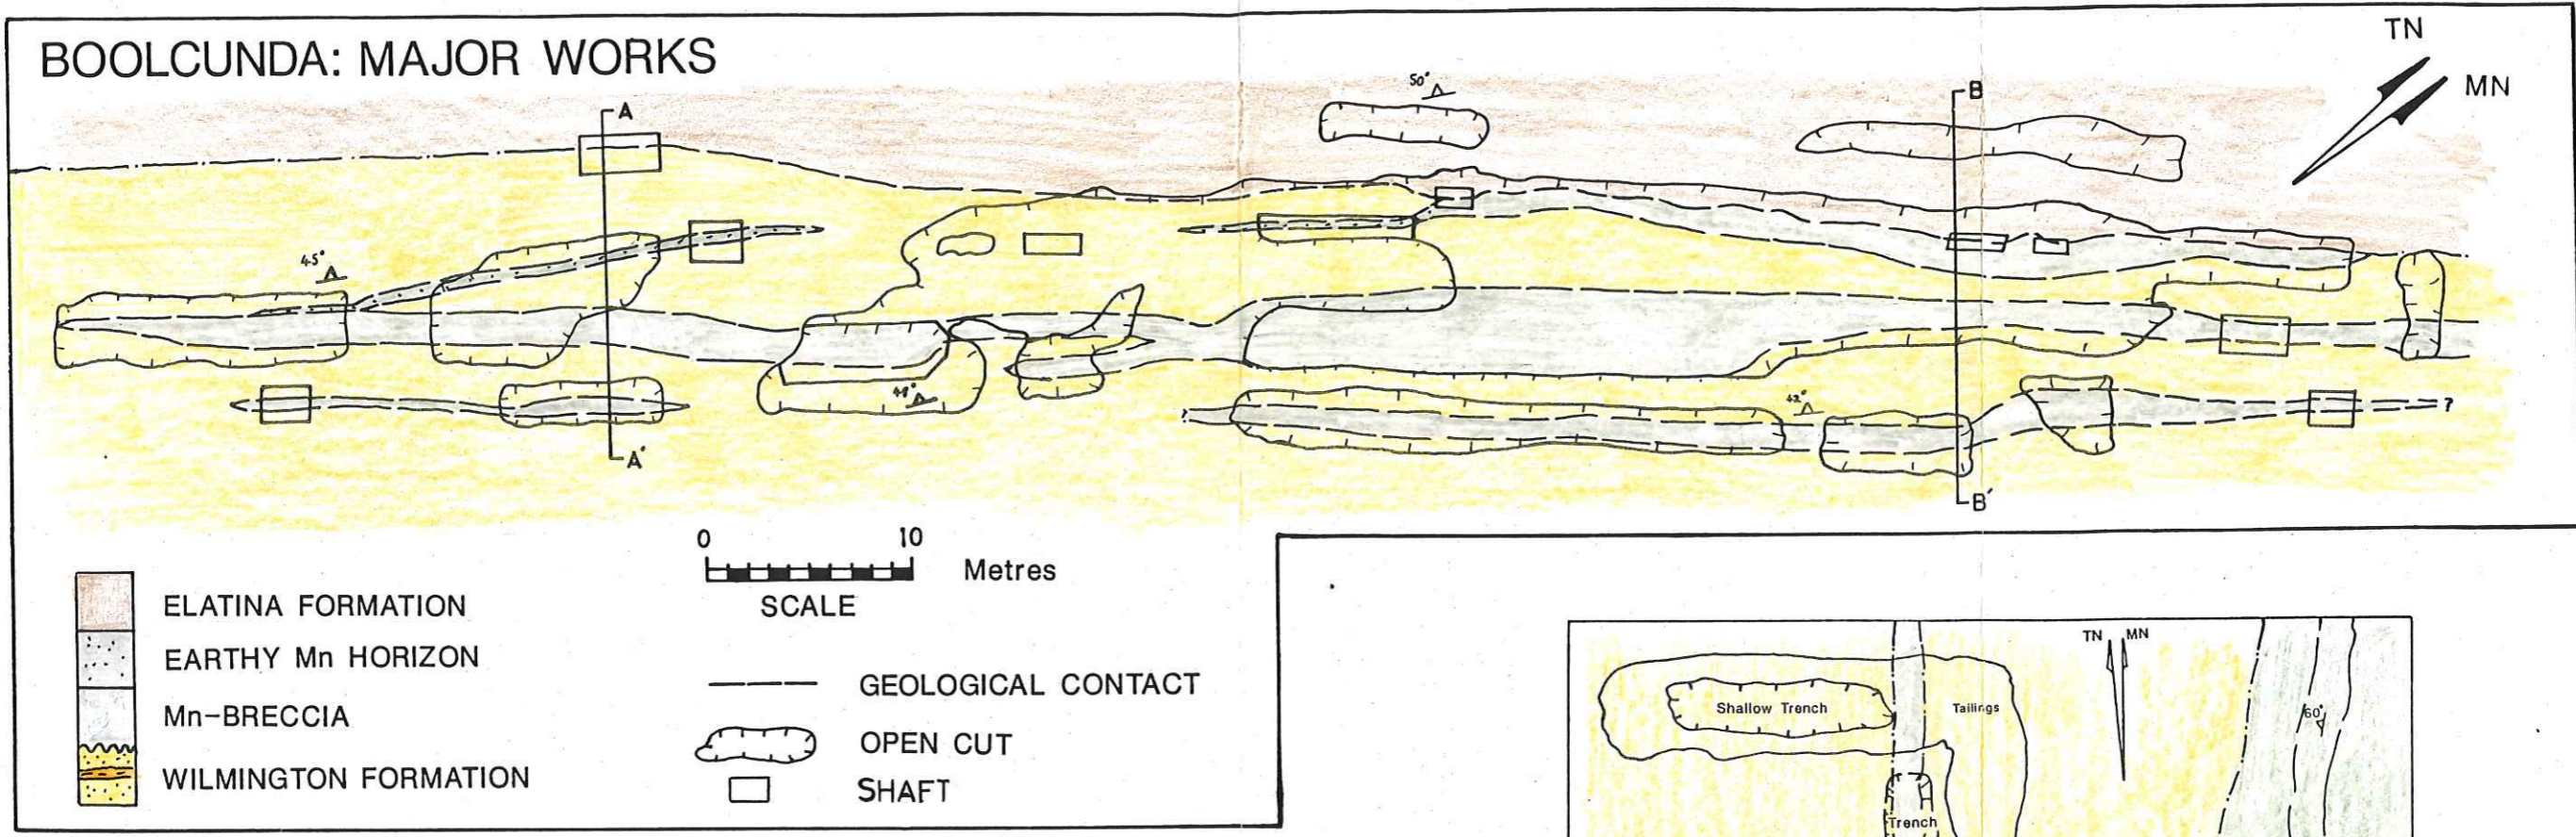 BOOLCUNDA: MAJOR WORKS
TN
MN
50°
A
B
45°
49°
42°
?
?
A'
B'
0 10
Metres
SCALE
ELATINA FORMATION
EARTHY Mn HORIZON
Mn-BRECCIA
WILMINGTON FORMATION
GEOLOGICAL CONTACT
OPEN CUT
SHAFT
TN MN
Shallow Trench
Tailings
60°
Trench